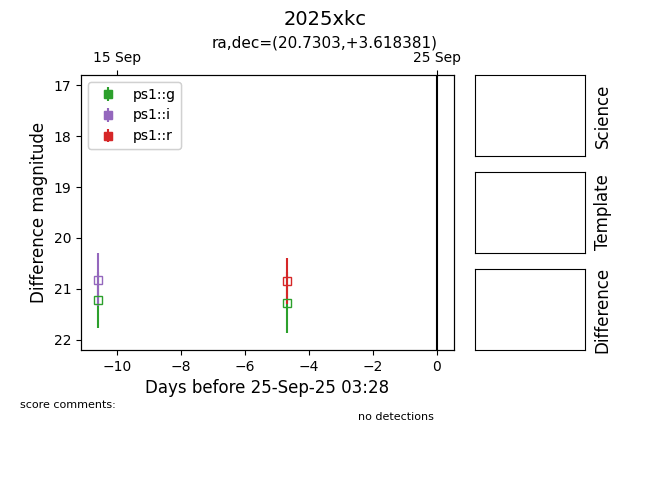 2025xkc
ra,dec=(20.7303,+3.618381)
15 Sep
25 Sep
ps1::g
ps1::i
ps1::r
17
18
19
20
21
22
Difference magnitude
−10
−8
−6
−4
−2
0
Days before 25-Sep-25 03:28
Science
Template
Difference
score comments:
no detections